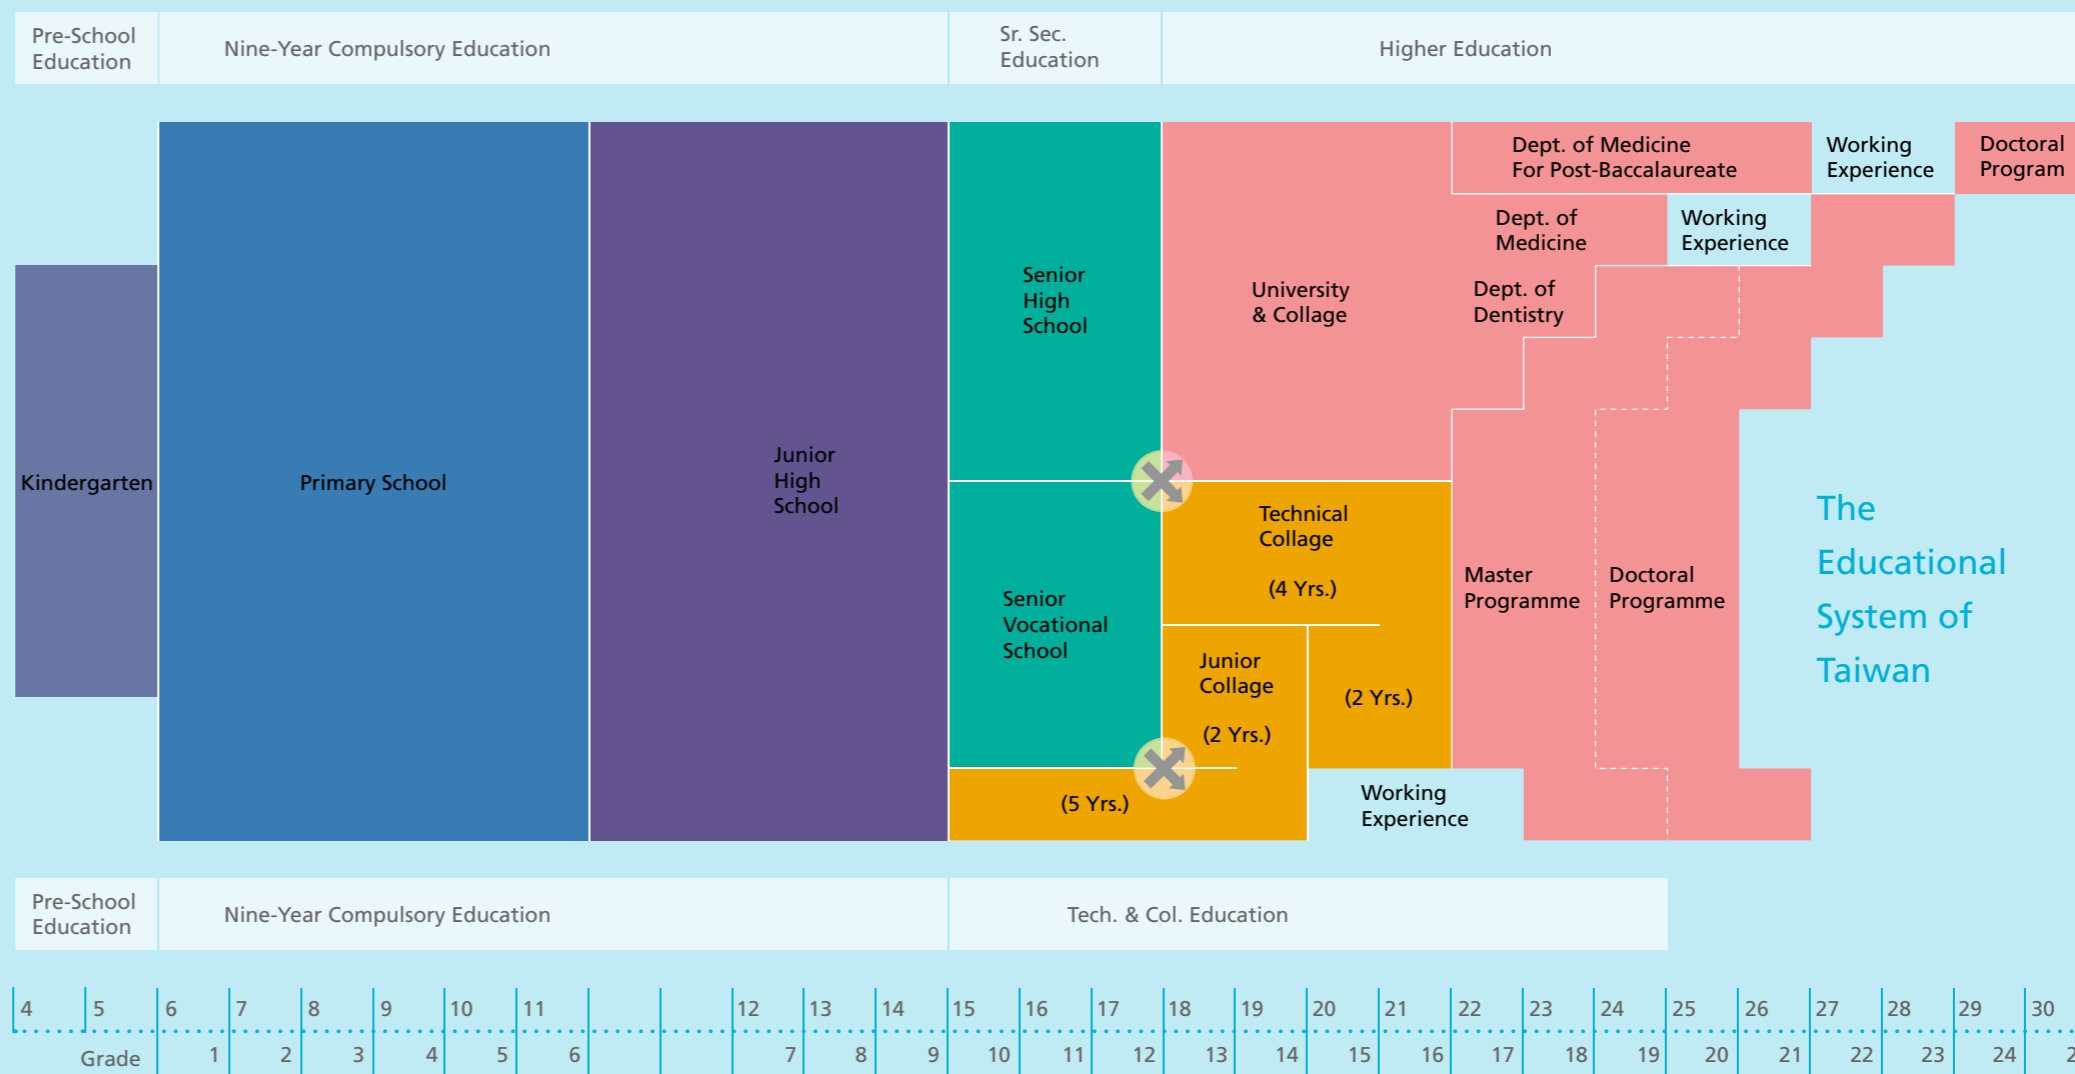 Pre-School
Education
Nine-Year Compulsory Education
Sr. Sec.
Education
Higher Education
Kindergarten
Primary School
Junior
High
School
Senior
High
School
Senior
Vocational
School
University
& Collage
Dept. of Medicine
For Post-Baccalaureate
Working
Experience
Doctoral
Program
Dept. of
Medicine
Working
Experience
Dept. of
Dentistry
Technical
Collage
(4 Yrs.)
Junior
Collage
(2 Yrs.)
(2 Yrs.)
(5 Yrs.)
Working
Experience
Master
Programme
Doctoral
Programme
The
Educational
System of
Taiwan
Pre-School
Education
Nine-Year Compulsory Education
Tech. & Col. Education
4 5 6 7 8 9 10 11 12 13 14 15 16 17 18 19 20 21 22 23 24 25 26 27 28 29 30
Grade 1 2 3 4 5 6 7 8 9 10 11 12 13 14 15 16 17 18 19 20 21 22 23 24